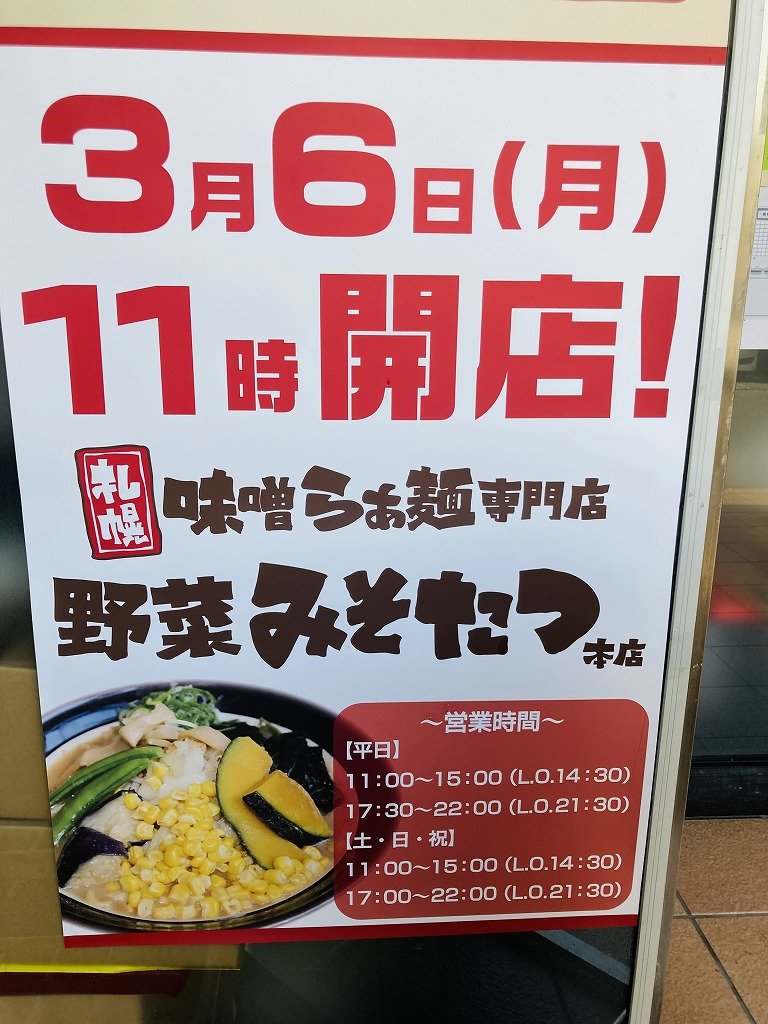 3月6日(月)
11時開店!
札幌 味噌らぁ麺専門店
野菜みそたつ本店
～営業時間～
【平日】
11:00～15:00 (L.O.14:30)
17:30～22:00 (L.O.21:30)
【土・日・祝】
11:00～15:00 (L.O.14:30)
17:00～22:00 (L.O.21:30)